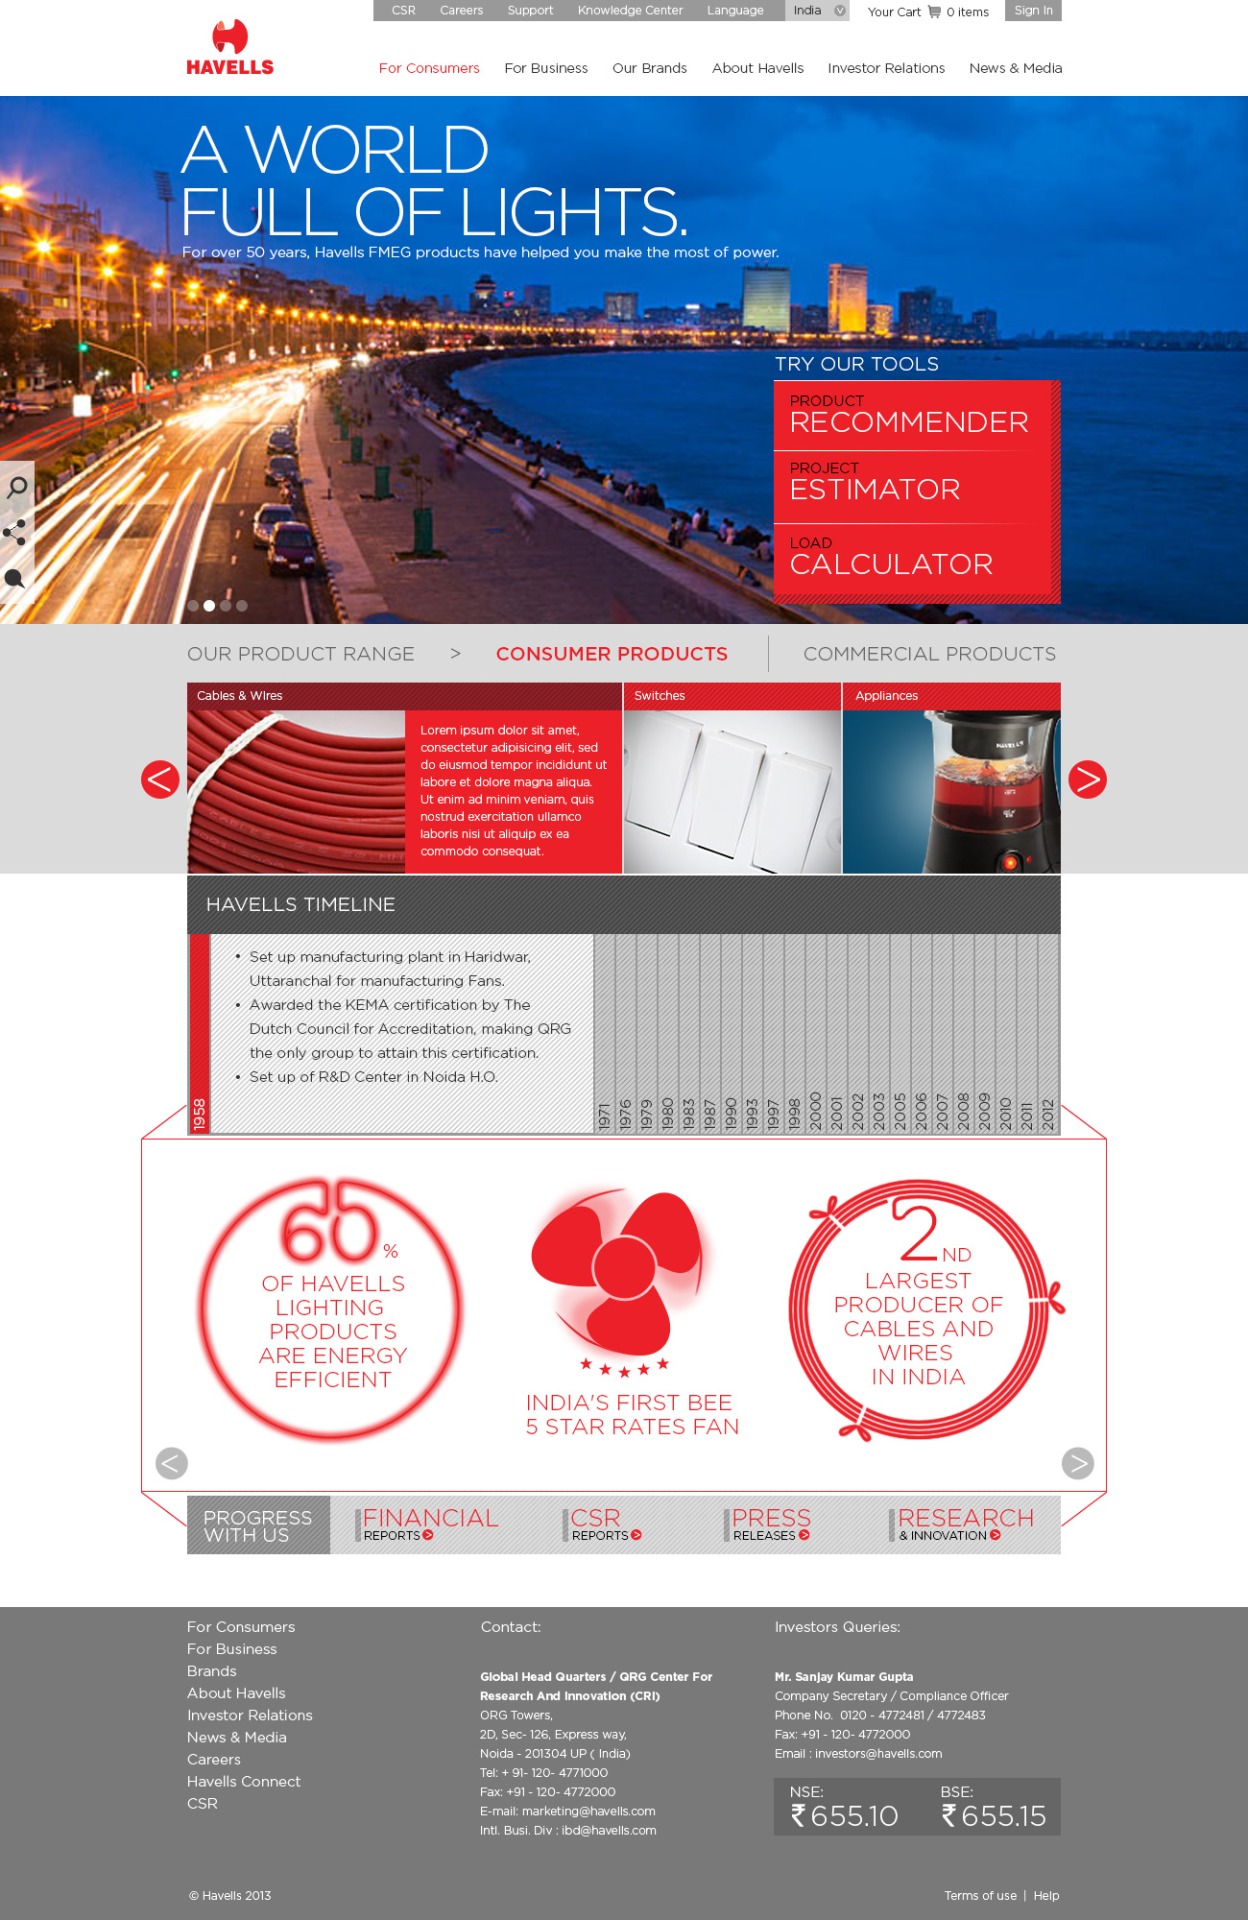 CSR Careers Support Knowledge Center Language India Your Cart 0 items Sign In
HAVELLS
For Consumers For Business Our Brands About Havells Investor Relations News & Media
A WORLD
FULL OF LIGHTS.
For over 50 years, Havells FMEG products have helped you make the most of power.
TRY OUR TOOLS
PRODUCT
RECOMMENDER
PROJECT
ESTIMATOR
LOAD
CALCULATOR
OUR PRODUCT RANGE > CONSUMER PRODUCTS COMMERCIAL PRODUCTS
Cables & Wires
Lorem ipsum dolor sit amet,
consectetur adipisicing elit, sed
do eiusmod tempor incididunt ut
labore et dolore magna aliqua.
Ut enim ad minim veniam, quis
nostrud exercitation ullamco
laboris nisi ut aliquip ex ea
commodo consequat.
Switches
Appliances
HAVELLS
HAVELLS TIMELINE
1958
• Set up manufacturing plant in Haridwar,
Uttaranchal for manufacturing Fans.
• Awarded the KEMA certification by The
Dutch Council for Accreditation, making QRG
the only group to attain this certification.
• Set up of R&D Center in Noida H.O.
1971
1976
1979
1980
1983
1987
1990
1993
1997
1998
2000
2001
2002
2003
2005
2006
2007
2008
2009
2010
2011
2012
60%
OF HAVELLS
LIGHTING
PRODUCTS
ARE ENERGY
EFFICIENT
INDIA'S FIRST BEE
5 STAR RATES FAN
2ND
LARGEST
PRODUCER OF
CABLES AND
WIRES
IN INDIA
PROGRESS
WITH US
FINANCIAL
REPORTS
CSR
REPORTS
PRESS
RELEASES
RESEARCH
& INNOVATION
For Consumers
For Business
Brands
About Havells
Investor Relations
News & Media
Careers
Havells Connect
CSR
Contact:
Global Head Quarters / QRG Center For
Research And Innovation (CRI)
ORG Towers,
2D, Sec- 126, Express way,
Noida - 201304 UP ( India)
Tel: + 91- 120- 4771000
Fax: +91 - 120- 4772000
E-mail: marketing@havells.com
Intl. Busi. Div : ibd@havells.com
Investors Queries:
Mr. Sanjay Kumar Gupta
Company Secretary / Compliance Officer
Phone No. 0120 - 4772481 / 4772483
Fax: +91 - 120- 4772000
Email : investors@havells.com
NSE:
₹ 655.10
BSE:
₹ 655.15
© Havells 2013
Terms of use | Help